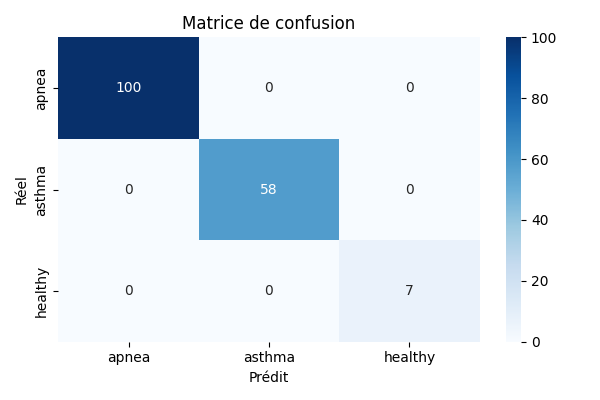 Matrice de confusion
Réel
apnea 100 0 0
asthma 0 58 0
healthy 0 0 7
apnea asthma healthy
Prédit
100
80
60
40
20
0